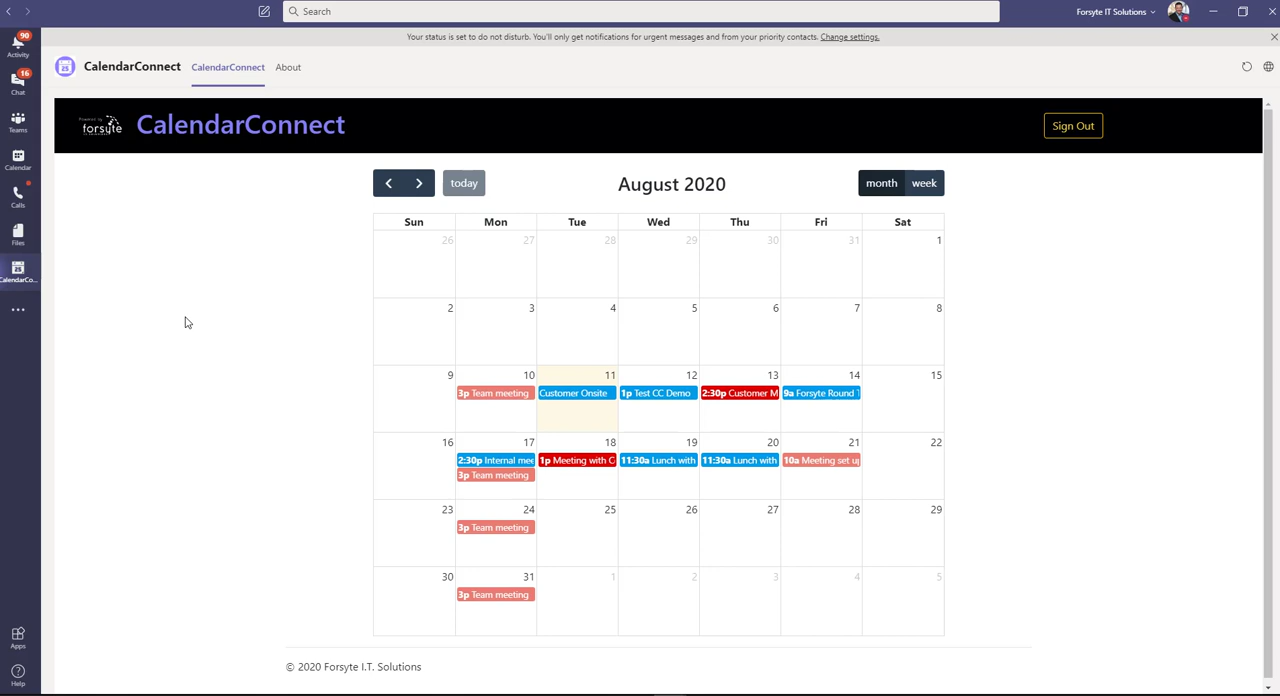 Search
Forsyte IT Solutions
Your status is set to do not disturb. You'll only get notifications for urgent messages and from your priority contacts. Change settings.
90
Activity
16
Chat
Teams
Calendar
Calls
Files
CalendarCo...
Apps
Help
CalendarConnect CalendarConnect About
Powered by
forsyte
CalendarConnect
Sign Out
today
August 2020
month week
Sun Mon Tue Wed Thu Fri Sat
26 27 28 29 30 31 1
2 3 4 5 6 7 8
9 10 11 12 13 14 15
3p Team meeting Customer Onsite 1p Test CC Demo 2:30p Customer M 9a Forsyte Round T
16 17 18 19 20 21 22
2:30p Internal mee 1p Meeting with C 11:30a Lunch with 11:30a Lunch with 10a Meeting set up
3p Team meeting
23 24 25 26 27 28 29
3p Team meeting
30 31 1 2 3 4 5
3p Team meeting
© 2020 Forsyte I.T. Solutions